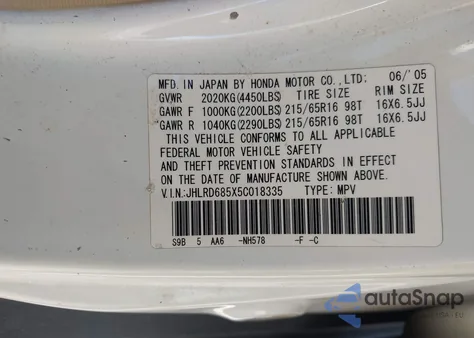 MFD. IN JAPAN BY HONDA MOTOR CO., LTD: 06/'05
GVWR 2020KG(4450LBS) TIRE SIZE RIM SIZE
GAWR F 1000KG(2200LBS) 215/65R16 98T 16X6.5JJ
GAWR R 1040KG(2290LBS) 215/65R16 98T 16X6.5JJ
THIS VEHICLE CONFORMS TO ALL APPLICABLE
FEDERAL MOTOR VEHICLE SAFETY
AND THEFT PREVENTION STANDARDS IN EFFECT
ON THE DATE OF MANUFACTURE SHOWN ABOVE.
V.I.N.:JHLRD685X5C018335 TYPE: MPV
S9B 5 AA6 -NH578 -F -C
autoSnap